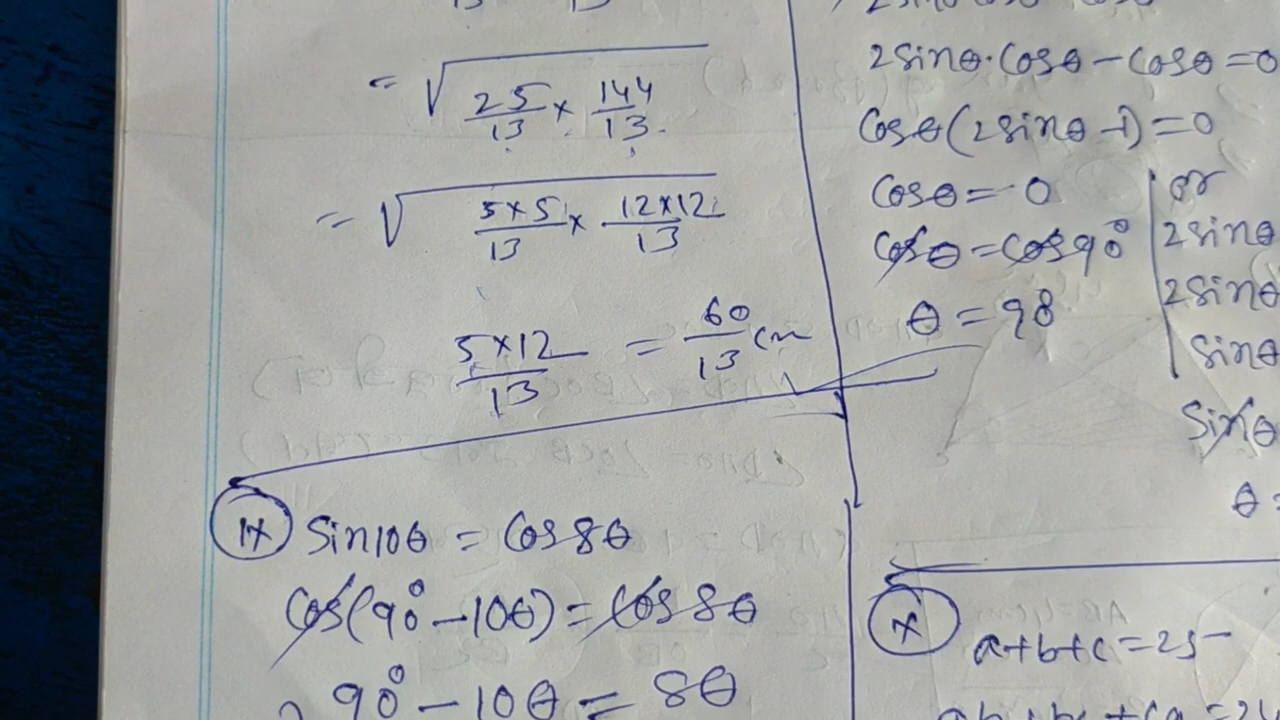 = √(25/13 × 144/13)
= √(5×5/13 × 12×12/13)
5×12/13 = 60/13 cm
ix Sin10θ = Cos8θ
Cos(90° - 10θ) = Cos8θ
90° - 10θ = 8θ
2Sinθ·Cosθ - Cosθ = 0
Cosθ(2Sinθ - 1) = 0
Cosθ = 0 | or
Cosθ = Cos90° | 2Sinθ
θ = 90° | 2Sinθ
Sinθ
Sinθ
θ =
x a+b+c = 25